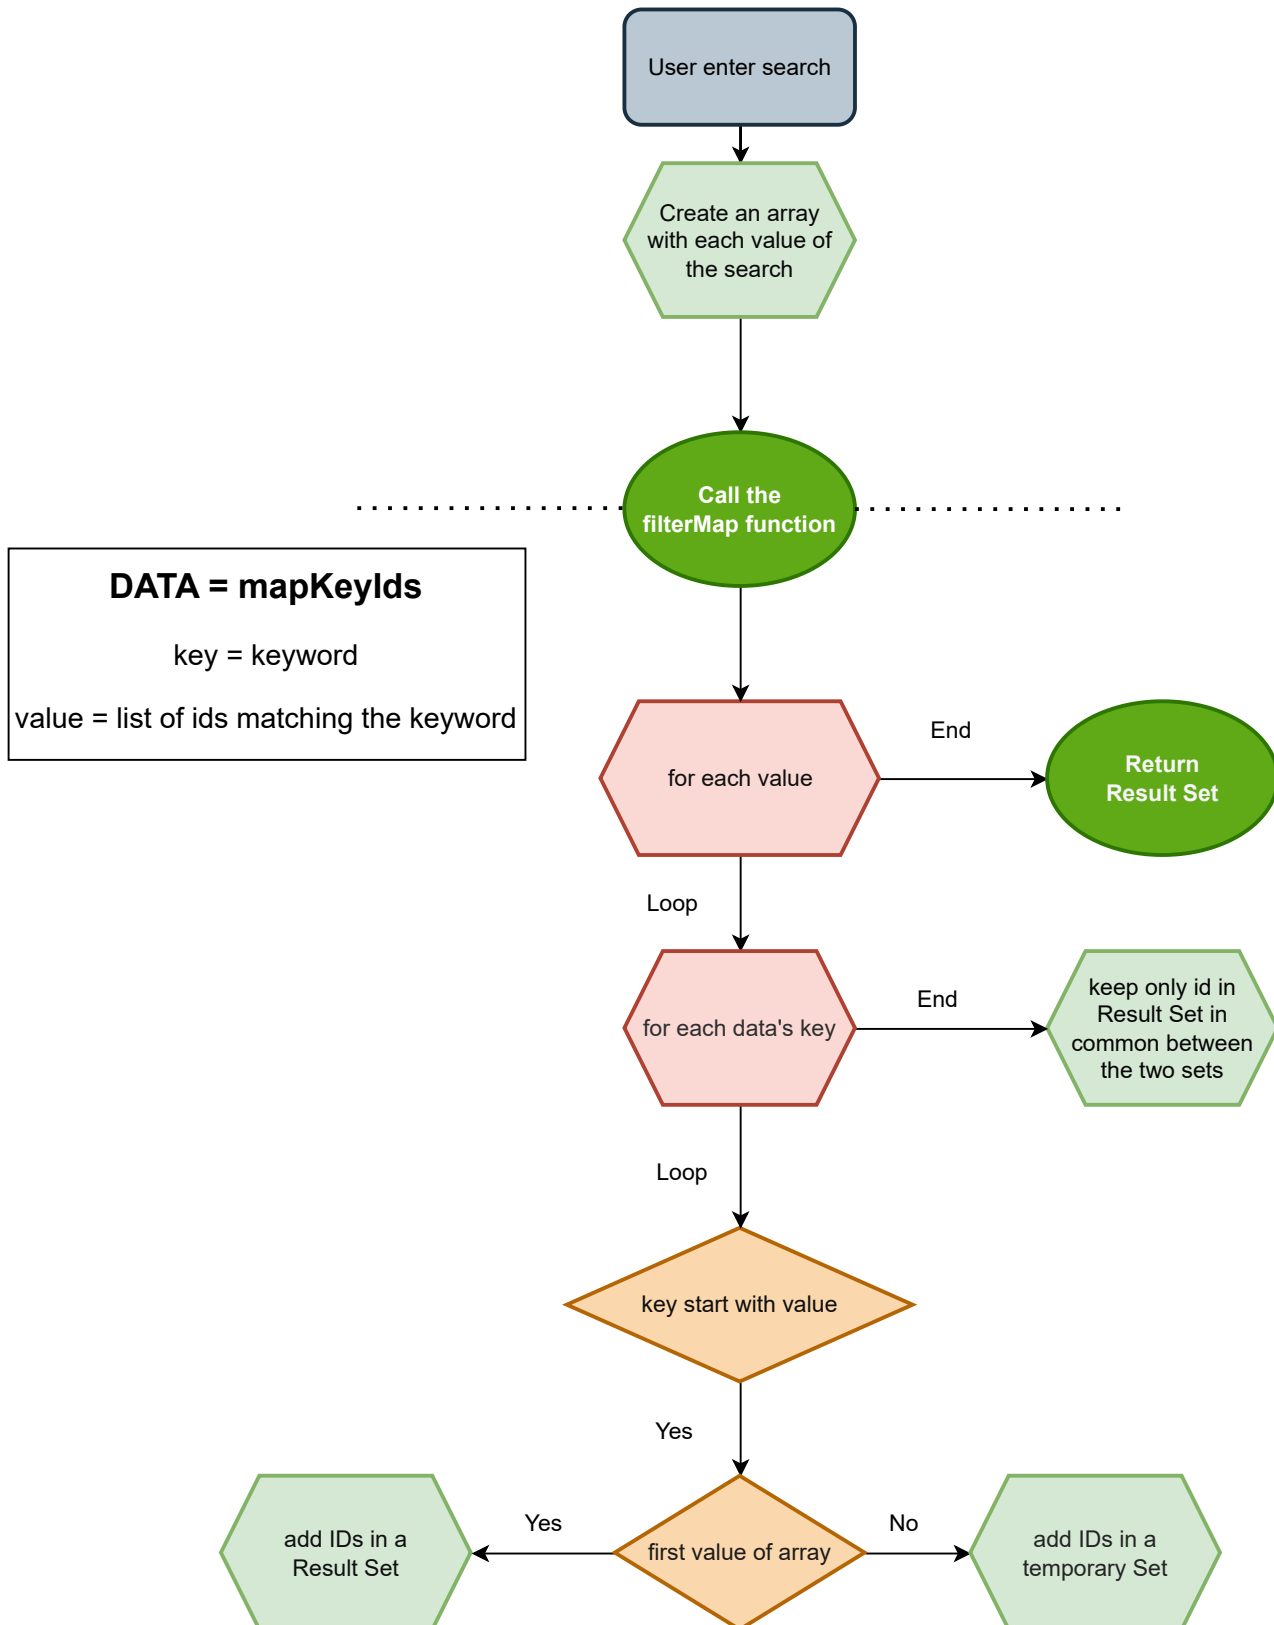 User enter search
Create an array
with each value of
the search
Call the
filterMap function
DATA = mapKeyIds
key = keyword
value = list of ids matching the keyword
for each value
End
Return
Result Set
Loop
for each data's key
End
keep only id in
Result Set in
common between
the two sets
Loop
key start with value
Yes
add IDs in a
Result Set
Yes
first value of array
No
add IDs in a
temporary Set